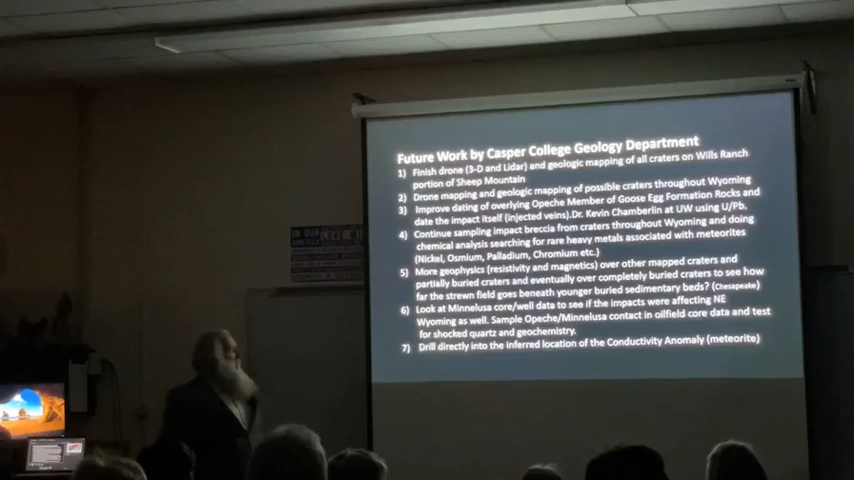 Future Work by Casper College Geology Department
1) Finish drone (3-D and Lidar) and geologic mapping of all craters on Wills Ranch
portion of Sheep Mountain
2) Drone mapping and geologic mapping of possible craters throughout Wyoming
3) Improve dating of overlying Opeche Member of Goose Egg Formation Rocks and
date the impact itself (injected veins).Dr. Kevin Chamberlin at UW using U/Pb.
4) Continue sampling impact breccia from craters throughout Wyoming and doing
chemical analysis searching for rare heavy metals associated with meteorites
(Nickel, Osmium, Palladium, Chromium etc.)
5) More geophysics (resistivity and magnetics) over other mapped craters and
partially buried craters and eventually over completely buried craters to see how
far the strewn field goes beneath younger buried sedimentary beds? (Chesapeake)
6) Look at Minnelusa core/well data to see if the impacts were affecting NE
Wyoming as well. Sample Opeche/Minnelusa contact in oilfield core data and test
for shocked quartz and geochemistry.
7) Drill directly into the inferred location of the Conductivity Anomaly (meteorite)
IN OUR
AMERICA